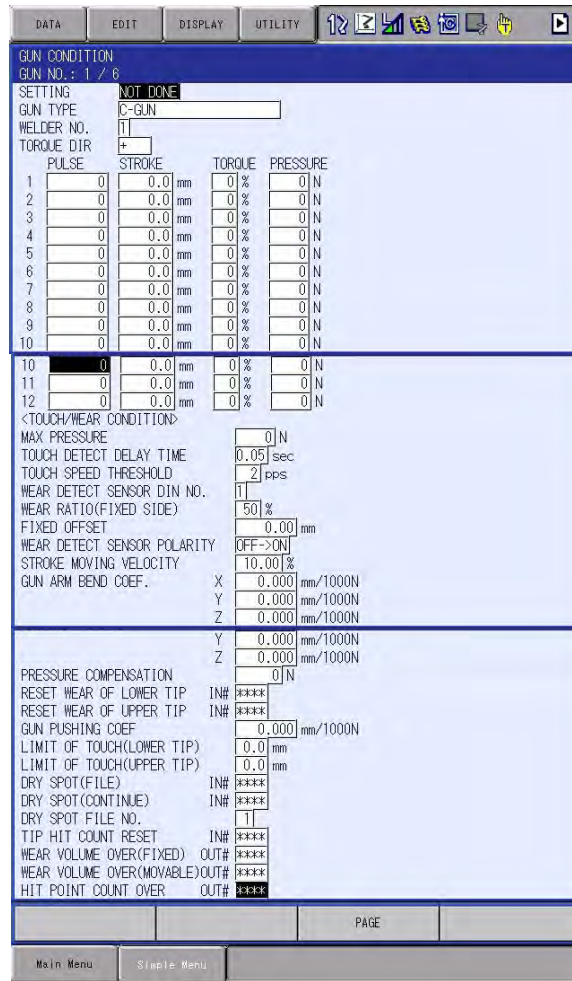 DATA EDIT DISPLAY UTILITY
GUN CONDITION
GUN NO.: 1 / 6
SETTING NOT DONE
GUN TYPE C-GUN
WELDER NO. 1
TORQUE DIR +
PULSE STROKE TORQUE PRESSURE
1 0 0.0 mm 0 % 0 N
2 0 0.0 mm 0 % 0 N
3 0 0.0 mm 0 % 0 N
4 0 0.0 mm 0 % 0 N
5 0 0.0 mm 0 % 0 N
6 0 0.0 mm 0 % 0 N
7 0 0.0 mm 0 % 0 N
8 0 0.0 mm 0 % 0 N
9 0 0.0 mm 0 % 0 N
10 0 0.0 mm 0 % 0 N
10 0 0.0 mm 0 % 0 N
11 0 0.0 mm 0 % 0 N
12 0 0.0 mm 0 % 0 N
<TOUCH/WEAR CONDITION>
MAX PRESSURE 0 N
TOUCH DETECT DELAY TIME 0.05 sec
TOUCH SPEED THRESHOLD 2 pps
WEAR DETECT SENSOR DIN NO. 1
WEAR RATIO(FIXED SIDE) 50 %
FIXED OFFSET 0.00 mm
WEAR DETECT SENSOR POLARITY OFF->ON
STROKE MOVING VELOCITY 10.00 %
GUN ARM BEND COEF. X 0.000 mm/1000N
Y 0.000 mm/1000N
Z 0.000 mm/1000N
Y 0.000 mm/1000N
Z 0.000 mm/1000N
PRESSURE COMPENSATION 0 N
RESET WEAR OF LOWER TIP IN# ****
RESET WEAR OF UPPER TIP IN# ****
GUN PUSHING COEF 0.000 mm/1000N
LIMIT OF TOUCH(LOWER TIP) 0.0 mm
LIMIT OF TOUCH(UPPER TIP) 0.0 mm
DRY SPOT(FILE) IN# ****
DRY SPOT(CONTINUE) IN# ****
DRY SPOT FILE NO. 1
TIP HIT COUNT RESET IN# ****
WEAR VOLUME OVER(FIXED) OUT# ****
WEAR VOLUME OVER(MOVABLE)OUT# ****
HIT POINT COUNT OVER OUT# ****
PAGE
Main Menu Simple Menu